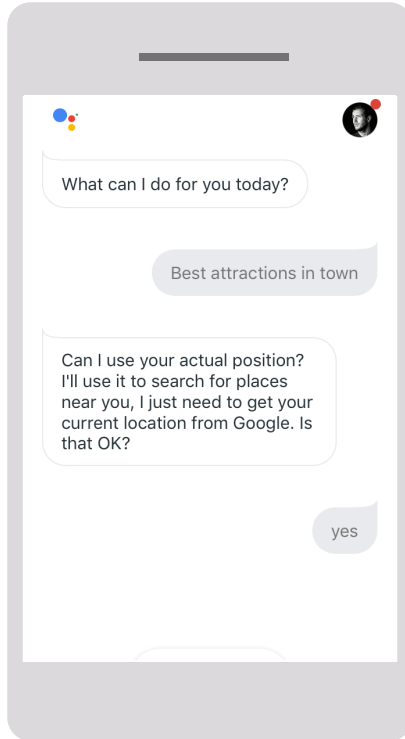 What can I do for you today?
Best attractions in town
Can I use your actual position?
I'll use it to search for places
near you, I just need to get your
current location from Google. Is
that OK?
yes